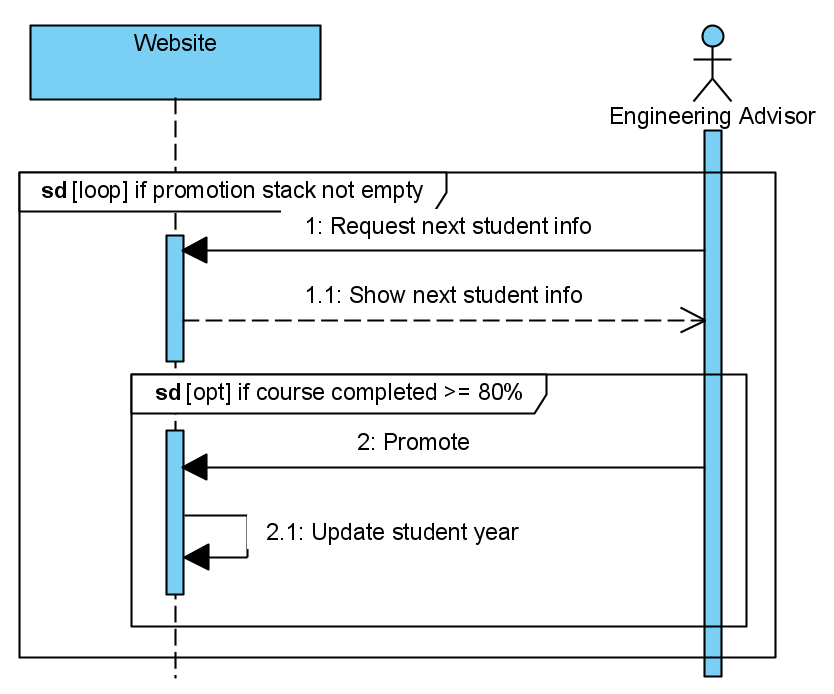 Website
Engineering Advisor
sd [loop] if promotion stack not empty
1: Request next student info
1.1: Show next student info
sd [opt] if course completed >= 80%
2: Promote
2.1: Update student year